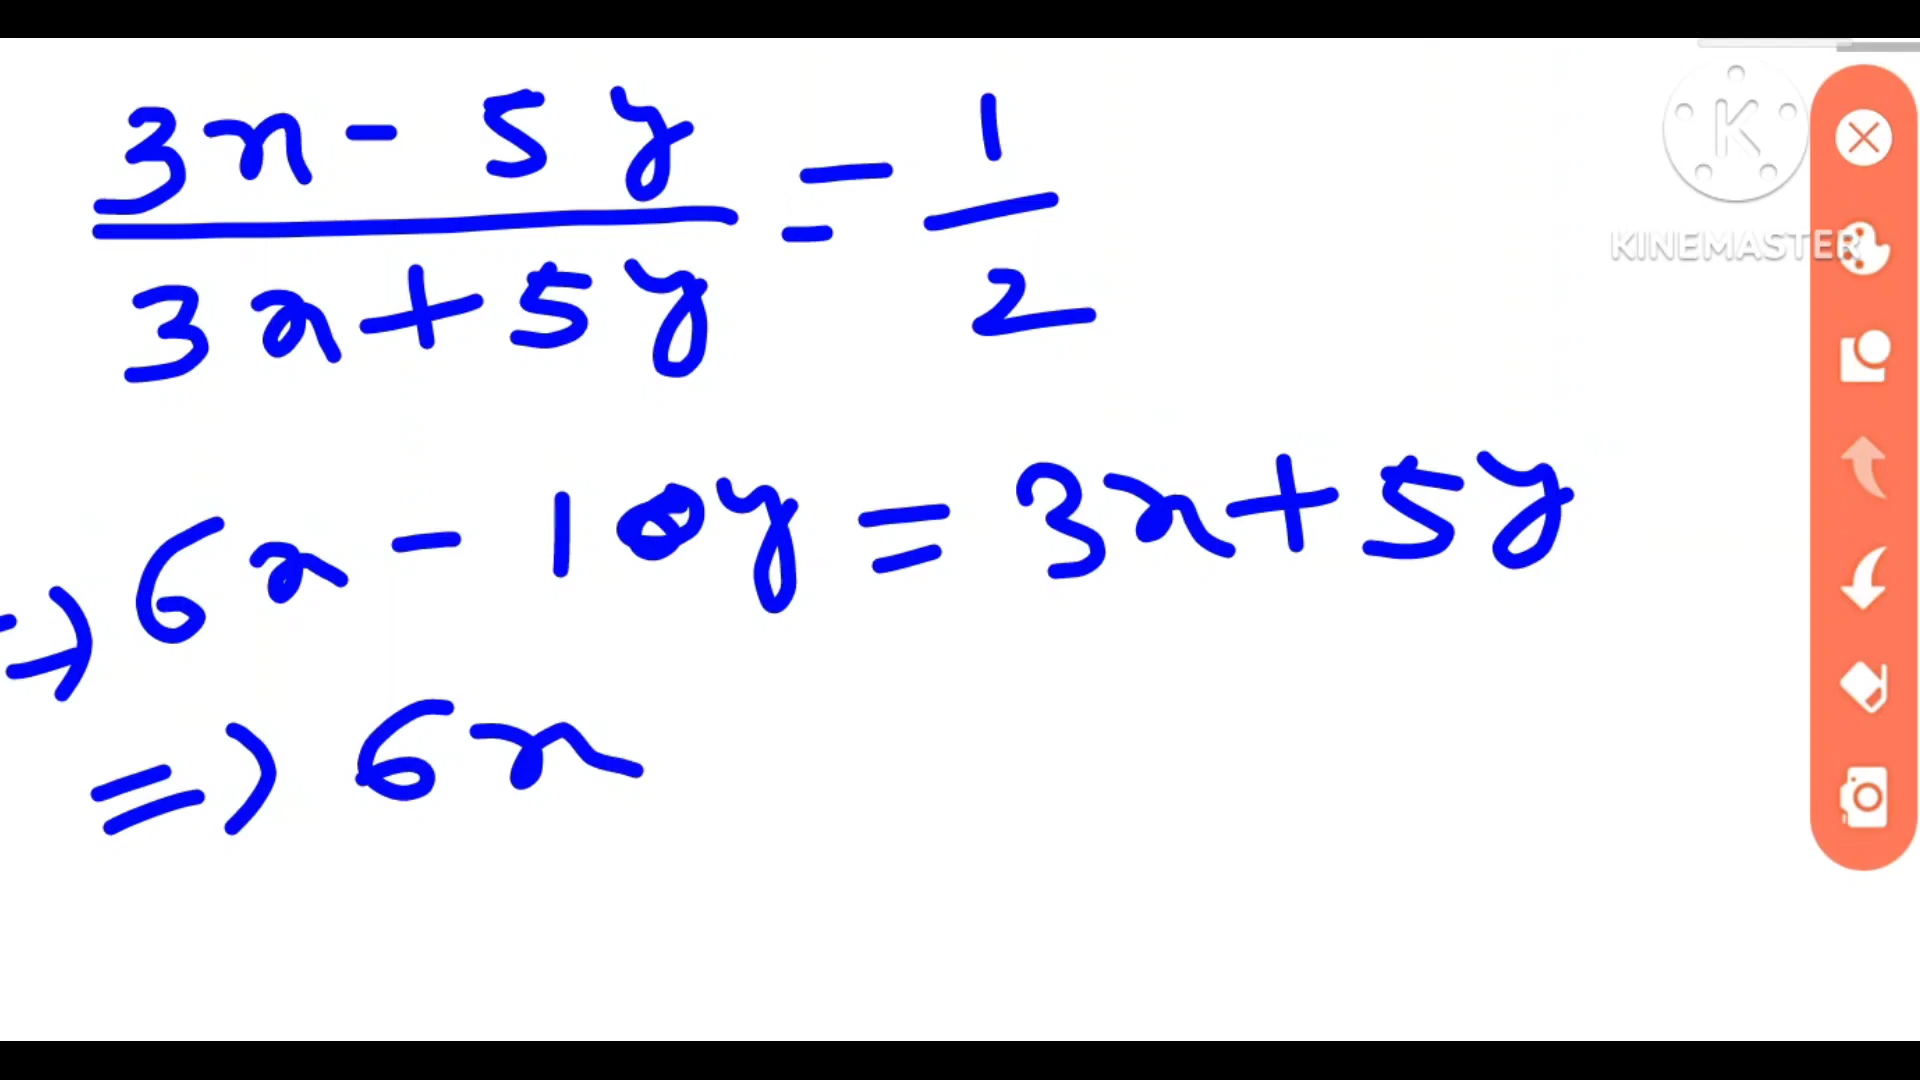 3x - 5y / 3x + 5y = 1/2
⇒ 6x - 10y = 3x + 5y
⇒ 6x
K
KINEMASTER